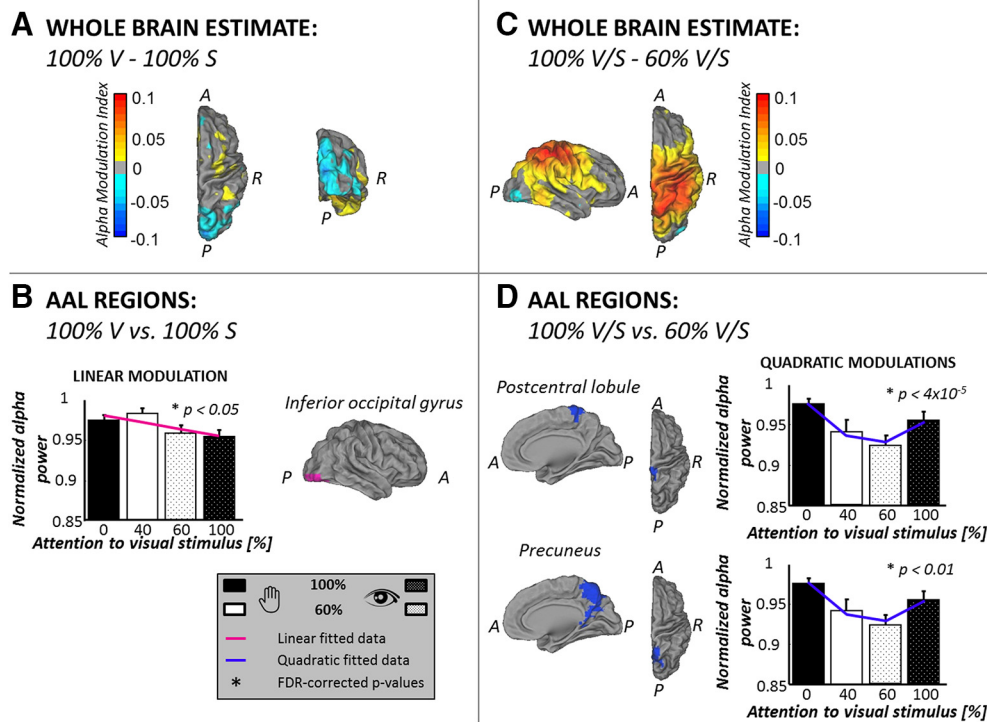 A WHOLE BRAIN ESTIMATE:
100% V - 100% S
Alpha Modulation Index
0.1
0.05
0
-0.05
-0.1
A
R
P
R
P
B AAL REGIONS:
100% V vs. 100% S
LINEAR MODULATION
Normalized alpha
power
1
0.95
0.9
0.85
* p < 0.05
0 40 60 100
Attention to visual stimulus [%]
Inferior occipital gyrus
P A
100%
60%
Linear fitted data
Quadratic fitted data
* FDR-corrected p-values
C WHOLE BRAIN ESTIMATE:
100% V/S - 60% V/S
P A
A
R
P
0.1
0.05
0
-0.05
-0.1
Alpha Modulation Index
D AAL REGIONS:
100% V/S vs. 60% V/S
QUADRATIC MODULATIONS
Postcentral lobule
A P
A
R
P
Normalized alpha
power
1
0.95
0.9
0.85
* p < 4x10-5
0 40 60 100
Attention to visual stimulus [%]
Precuneus
A P
A
R
P
Normalized alpha
power
1
0.95
0.9
0.85
* p < 0.01
0 40 60 100
Attention to visual stimulus [%]